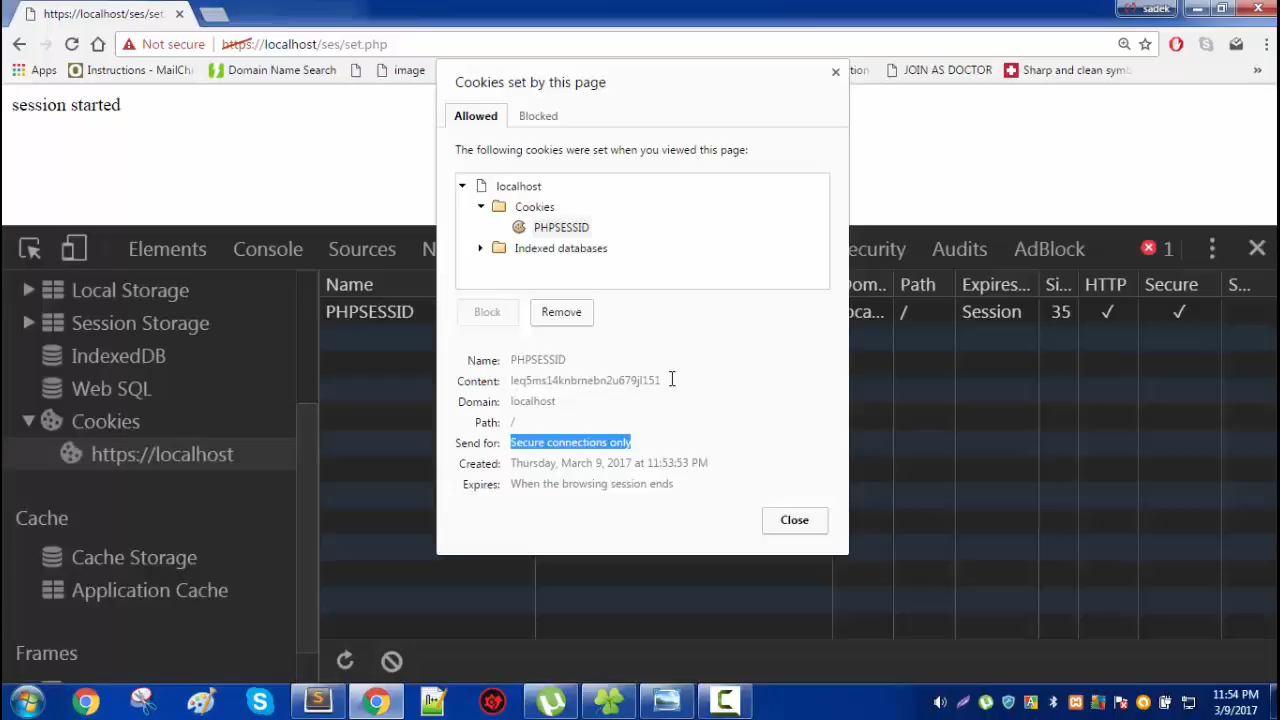 https://localhost/ses/set
sadek
Not secure https://localhost/ses/set.php
Apps Instructions - MailCh Domain Name Search image tion JOIN AS DOCTOR Sharp and clean sym »
session started
Cookies set by this page
Allowed Blocked
The following cookies were set when you viewed this page:
localhost
Cookies
PHPSESSID
Indexed databases
Block Remove
Name: PHPSESSID
Content: leq5ms14knbrnebn2u679jl151
Domain: localhost
Path: /
Send for: Secure connections only
Created: Thursday, March 9, 2017 at 11:53:53 PM
Expires: When the browsing session ends
Close
Elements Console Sources N ecurity Audits AdBlock 1
Local Storage
Session Storage
IndexedDB
Web SQL
Cookies
https://localhost
Cache
Cache Storage
Application Cache
Frames
Name Dom... Path Expires... Si... HTTP Secure S...
PHPSESSID oca... / Session 35 ✓ ✓
11:54 PM
3/9/2017